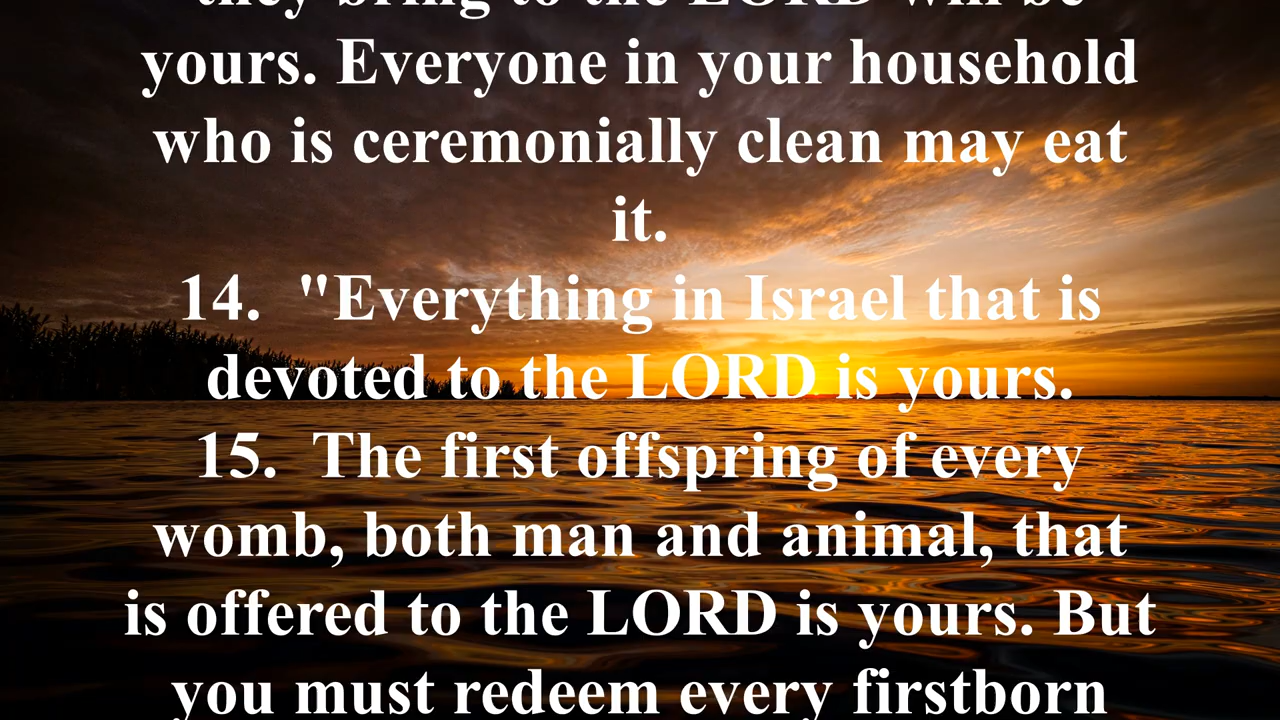 they bring to the LORD will be
yours. Everyone in your household
who is ceremonially clean may eat
it.
14.  "Everything in Israel that is
devoted to the LORD is yours.
15.  The first offspring of every
womb, both man and animal, that
is offered to the LORD is yours. But
you must redeem every firstborn